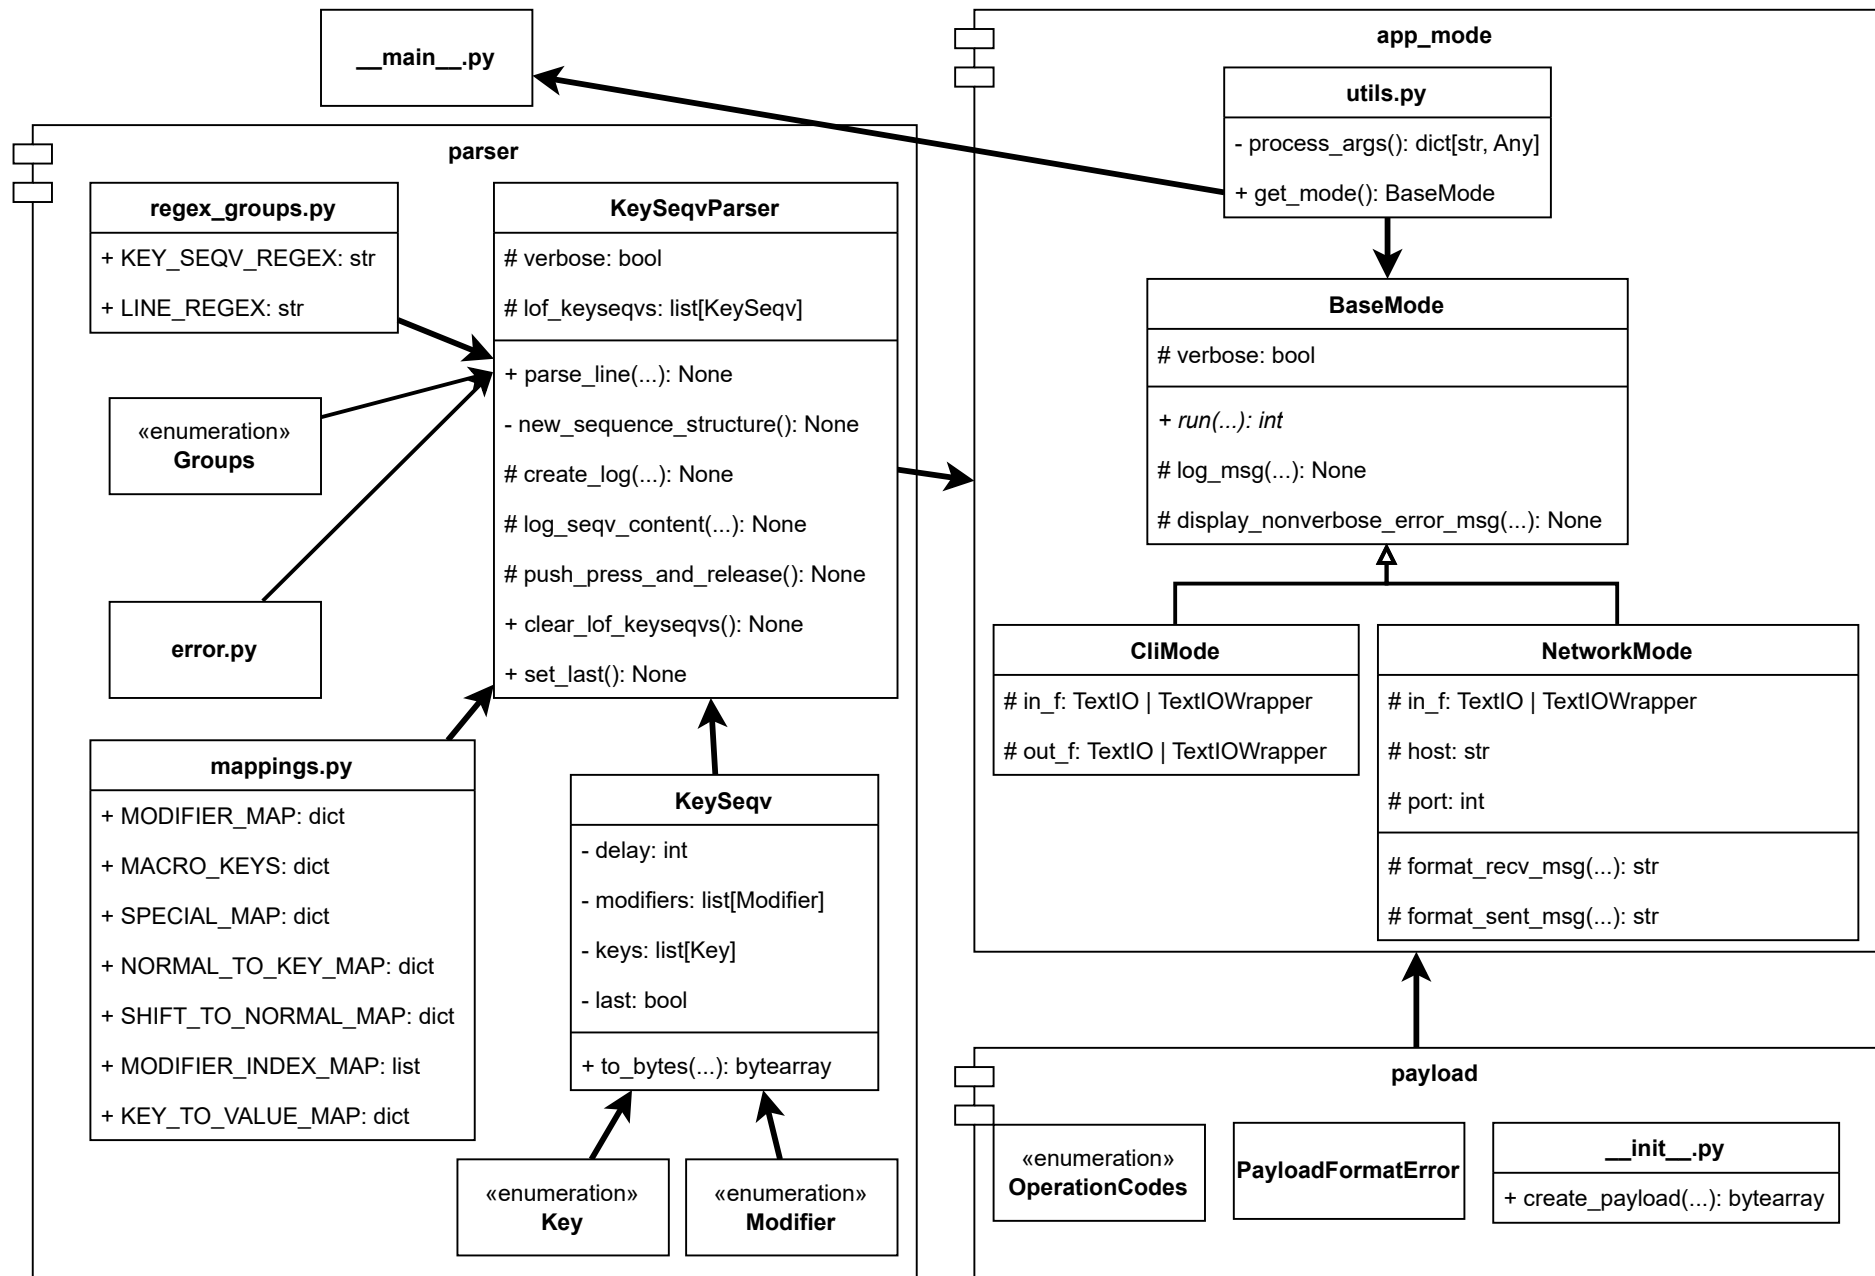 __main__.py
parser
regex_groups.py
+ KEY_SEQV_REGEX: str
+ LINE_REGEX: str
«enumeration»
Groups
error.py
mappings.py
+ MODIFIER_MAP: dict
+ MACRO_KEYS: dict
+ SPECIAL_MAP: dict
+ NORMAL_TO_KEY_MAP: dict
+ SHIFT_TO_NORMAL_MAP: dict
+ MODIFIER_INDEX_MAP: list
+ KEY_TO_VALUE_MAP: dict
KeySeqvParser
# verbose: bool
# lof_keyseqvs: list[KeySeqv]
+ parse_line(...): None
- new_sequence_structure(): None
# create_log(...): None
# log_seqv_content(...): None
# push_press_and_release(): None
+ clear_lof_keyseqvs(): None
+ set_last(): None
KeySeqv
- delay: int
- modifiers: list[Modifier]
- keys: list[Key]
- last: bool
+ to_bytes(...): bytearray
«enumeration»
Key
«enumeration»
Modifier
app_mode
utils.py
- process_args(): dict[str, Any]
+ get_mode(): BaseMode
BaseMode
# verbose: bool
+ run(...): int
# log_msg(...): None
# display_nonverbose_error_msg(...): None
CliMode
# in_f: TextIO | TextIOWrapper
# out_f: TextIO | TextIOWrapper
NetworkMode
# in_f: TextIO | TextIOWrapper
# host: str
# port: int
# format_recv_msg(...): str
# format_sent_msg(...): str
payload
«enumeration»
OperationCodes
PayloadFormatError
__init__.py
+ create_payload(...): bytearray